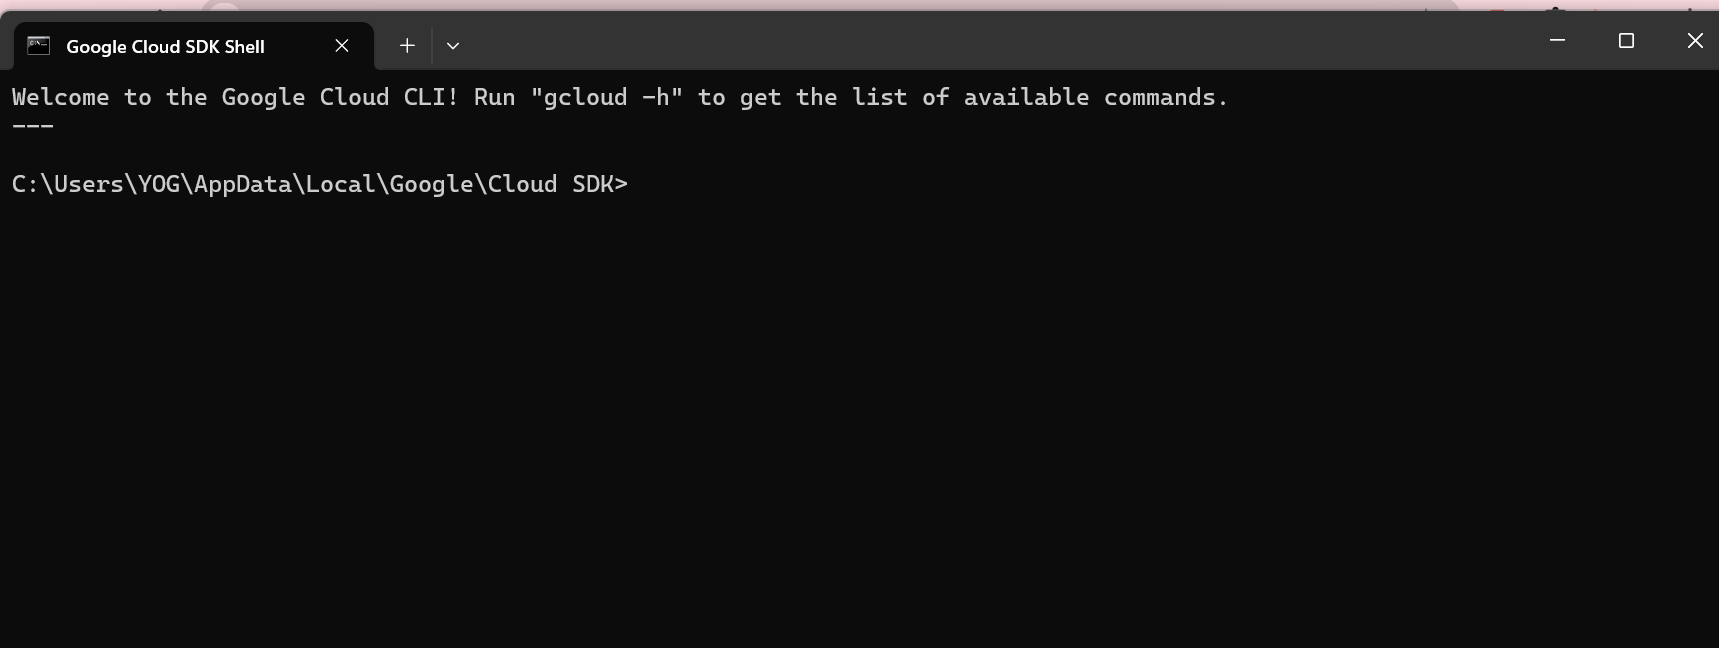 Google Cloud SDK Shell
Welcome to the Google Cloud CLI! Run "gcloud -h" to get the list of available commands.
---
C:\Users\YOG\AppData\Local\Google\Cloud SDK>